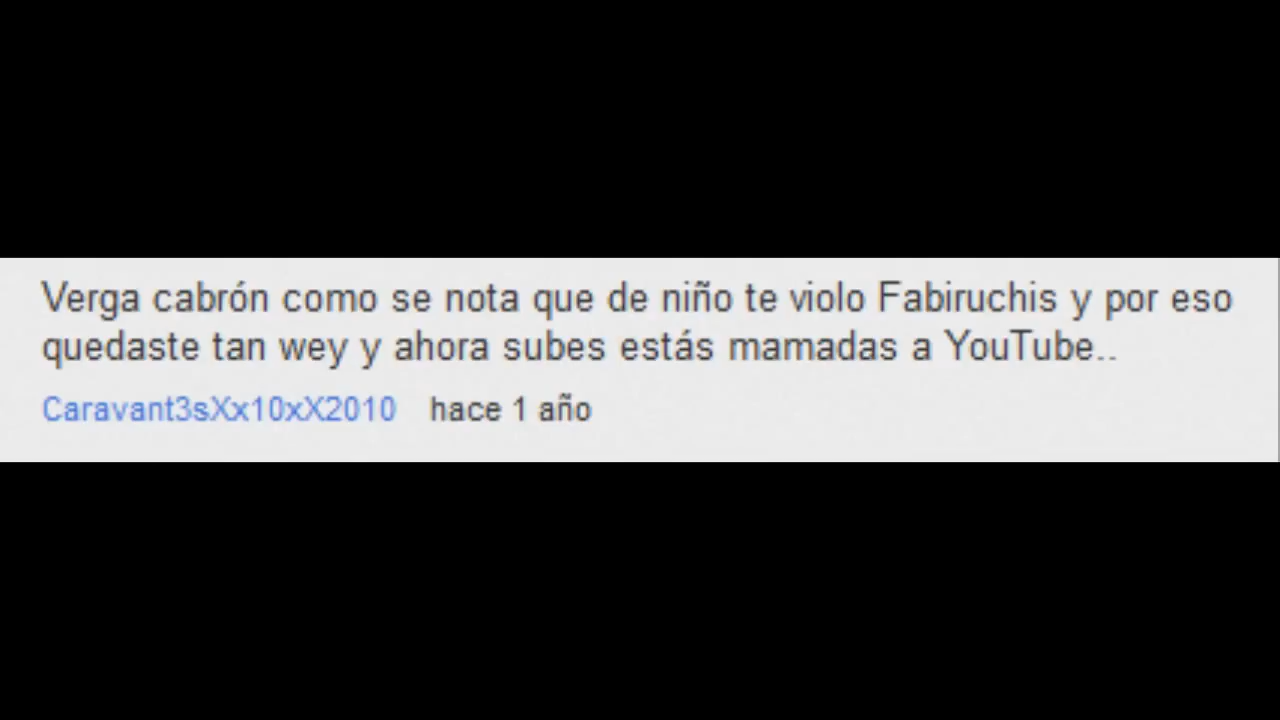 Verga cabrón como se nota que de niño te violo Fabiruchis y por eso
quedaste tan wey y ahora subes estás mamadas a YouTube..
Caravant3sXx10xX2010 hace 1 año